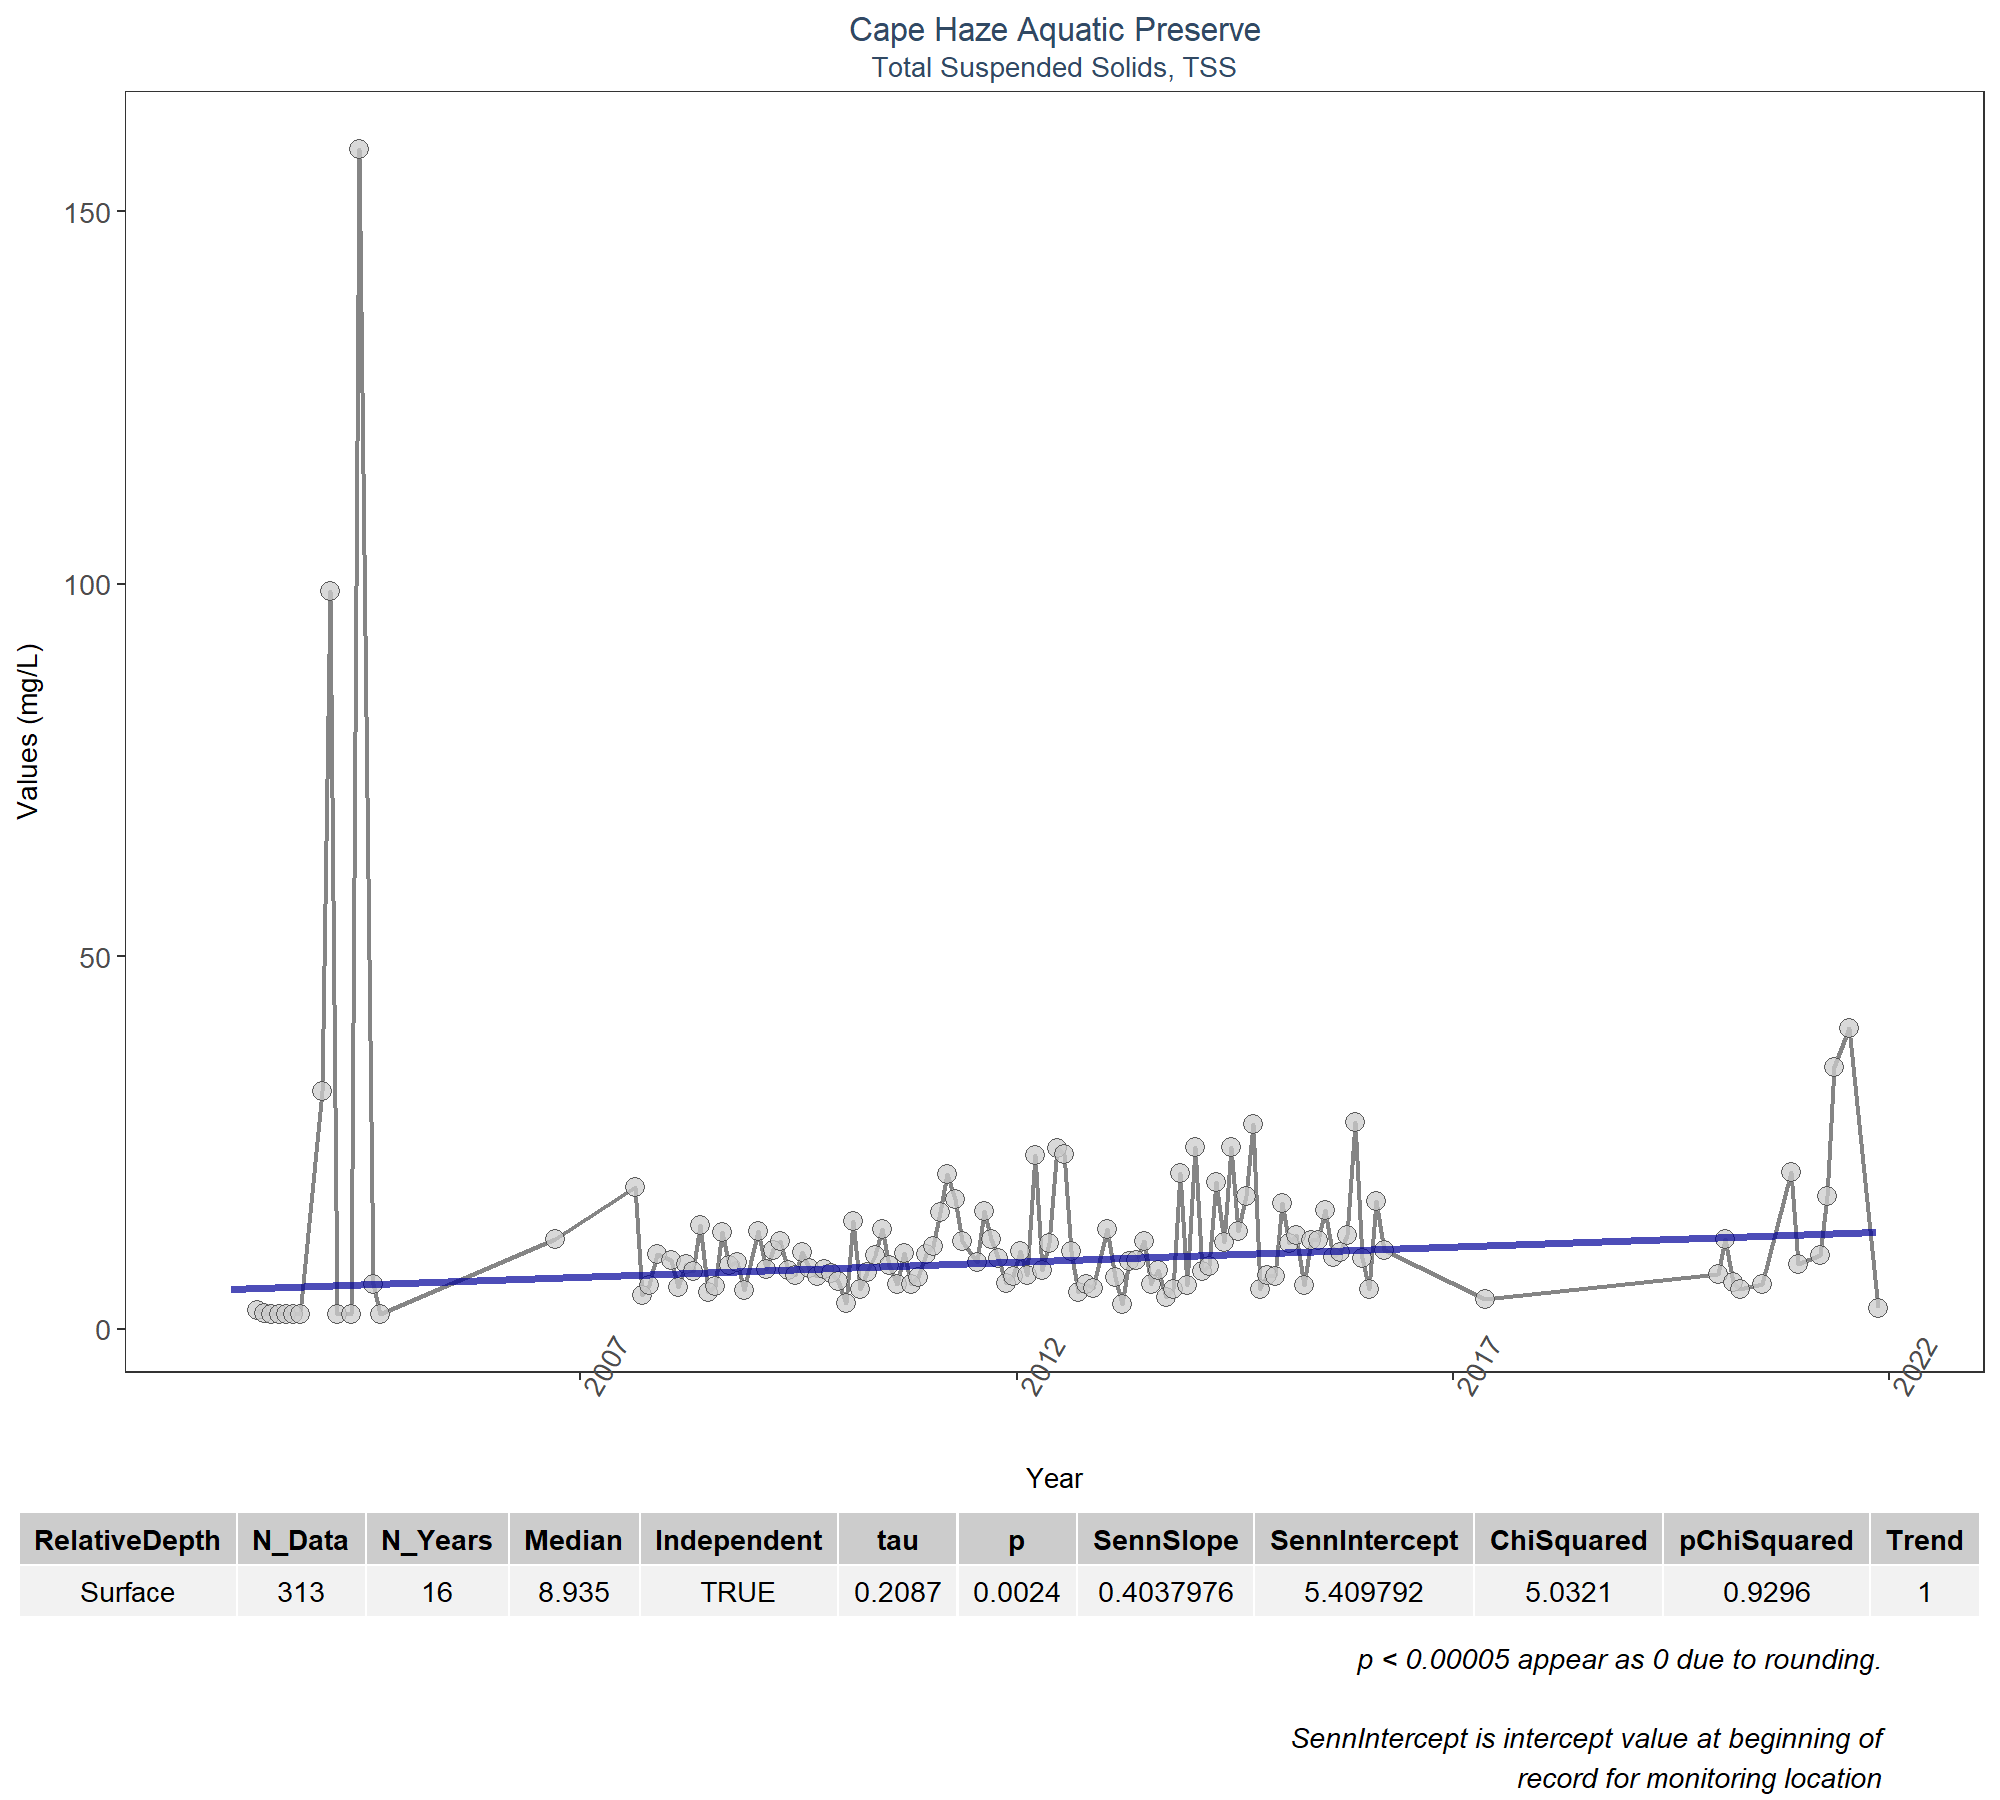 Cape Haze Aquatic Preserve
Total Suspended Solids, TSS
Values (mg/L)
150
100
50
0
2007 2012 2017 2022
Year
RelativeDepth N_Data N_Years Median Independent tau p SennSlope SennIntercept ChiSquared pChiSquared Trend
Surface 313 16 8.935 TRUE 0.2087 0.0024 0.4037976 5.409792 5.0321 0.9296 1
p < 0.00005 appear as 0 due to rounding.
SennIntercept is intercept value at beginning of
record for monitoring location